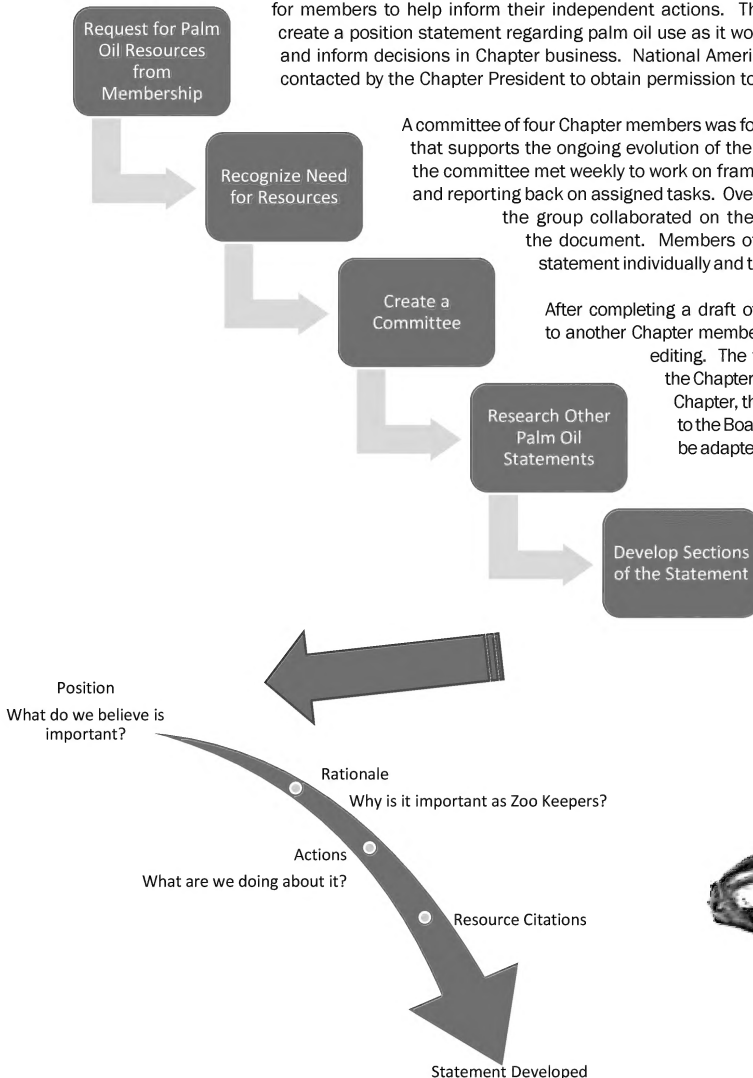 for members to help inform their independent actions. Th
create a position statement regarding palm oil use as it wo
and inform decisions in Chapter business. National Ameri
contacted by the Chapter President to obtain permission to
A committee of four Chapter members was fo
that supports the ongoing evolution of the
the committee met weekly to work on fram
and reporting back on assigned tasks. Ove
the group collaborated on the
the document. Members of
statement individually and t
After completing a draft o
to another Chapter membe
editing. The
the Chapter
Chapter, th
to the Boa
be adapte
Request for Palm
Oil Resources
from
Membership
Recognize Need
for Resources
Create a
Committee
Research Other
Palm Oil
Statements
Develop Sections
of the Statement
Position
What do we believe is
important?
Rationale
Why is it important as Zoo Keepers?
Actions
What are we doing about it?
Resource Citations
Statement Developed